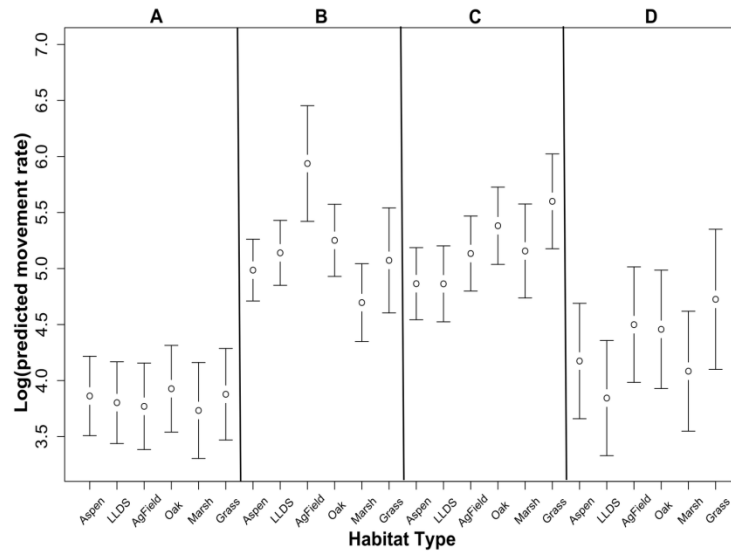 A B C D
Log(predicted movement rate)
7.0
6.5
6.0
5.5
5.0
4.5
4.0
3.5
Aspen LLDS AgField Oak Marsh Grass Aspen LLDS AgField Oak Marsh Grass Aspen LLDS AgField Oak Marsh Grass Aspen LLDS AgField Oak Marsh Grass
Habitat Type